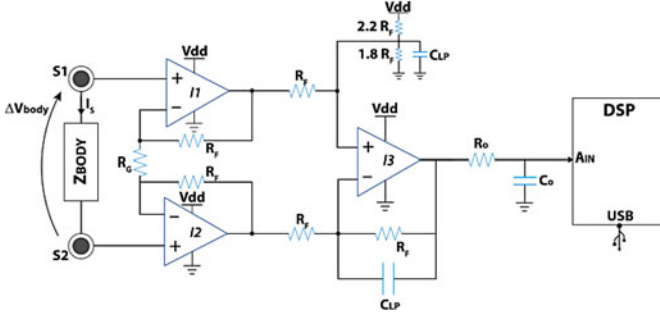 Vdd
2.2 RF
1.8 RF
CLP
Vdd
S1
I1
RF
Vdd
ΔVbody
Is
RF
DSP
ZBODY
RG
RF
I3
Ro
AIN
Vdd
Co
I2
RF
RF
USB
S2
CLP